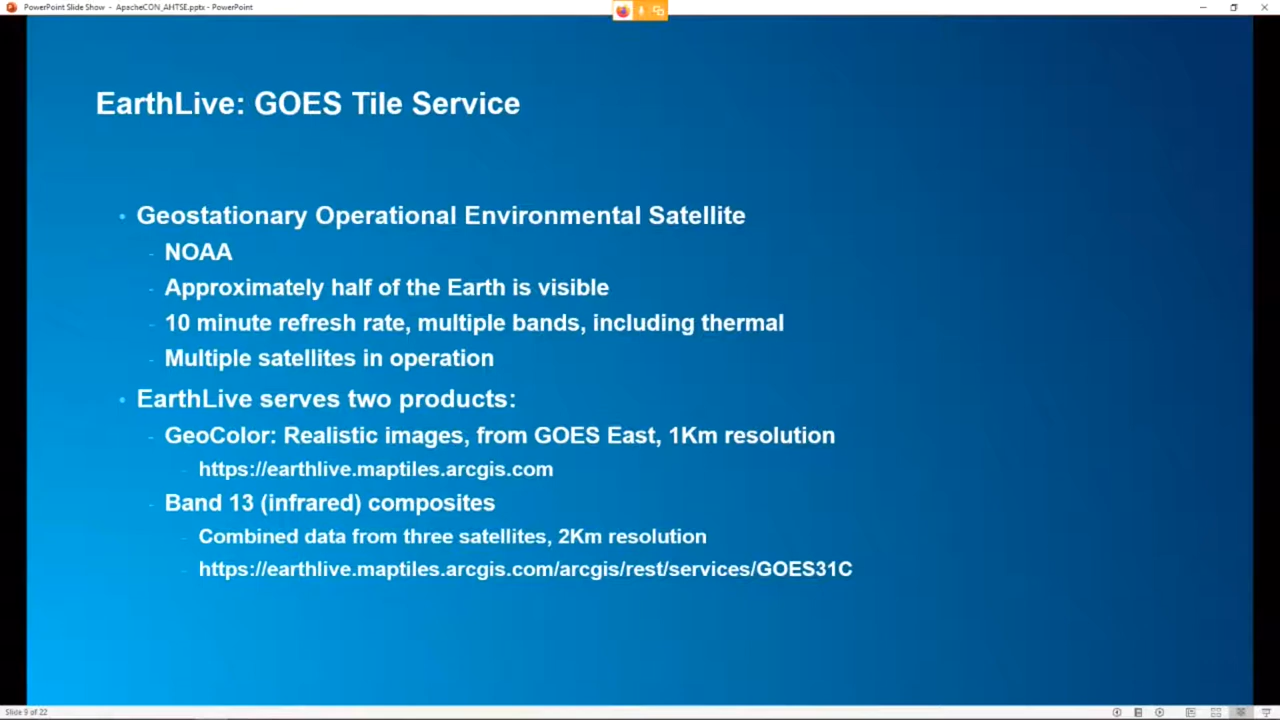 PowerPoint Slide Show - ApacheCON_AHTSE.pptx - PowerPoint
EarthLive: GOES Tile Service
• Geostationary Operational Environmental Satellite
- NOAA
- Approximately half of the Earth is visible
- 10 minute refresh rate, multiple bands, including thermal
- Multiple satellites in operation
• EarthLive serves two products:
- GeoColor: Realistic images, from GOES East, 1Km resolution
- https://earthlive.maptiles.arcgis.com
- Band 13 (infrared) composites
- Combined data from three satellites, 2Km resolution
- https://earthlive.maptiles.arcgis.com/arcgis/rest/services/GOES31C
Slide 9 of 22